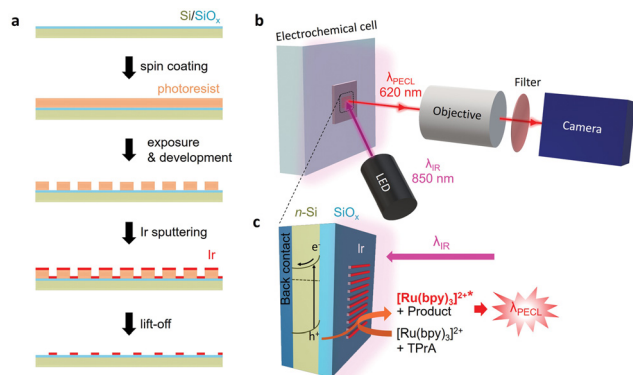 a
Si/SiOx
spin coating
photoresist
exposure
& development
Ir sputtering
Ir
lift-off
b
Electrochemical cell
λPECL
620 nm
Objective
Filter
Camera
λIR
850 nm
LED
c
n-Si
SiOx
Back contact
e-
h+
Ir
λIR
[Ru(bpy)3]2+*
+ Product
λPECL
[Ru(bpy)3]2+
+ TPrA